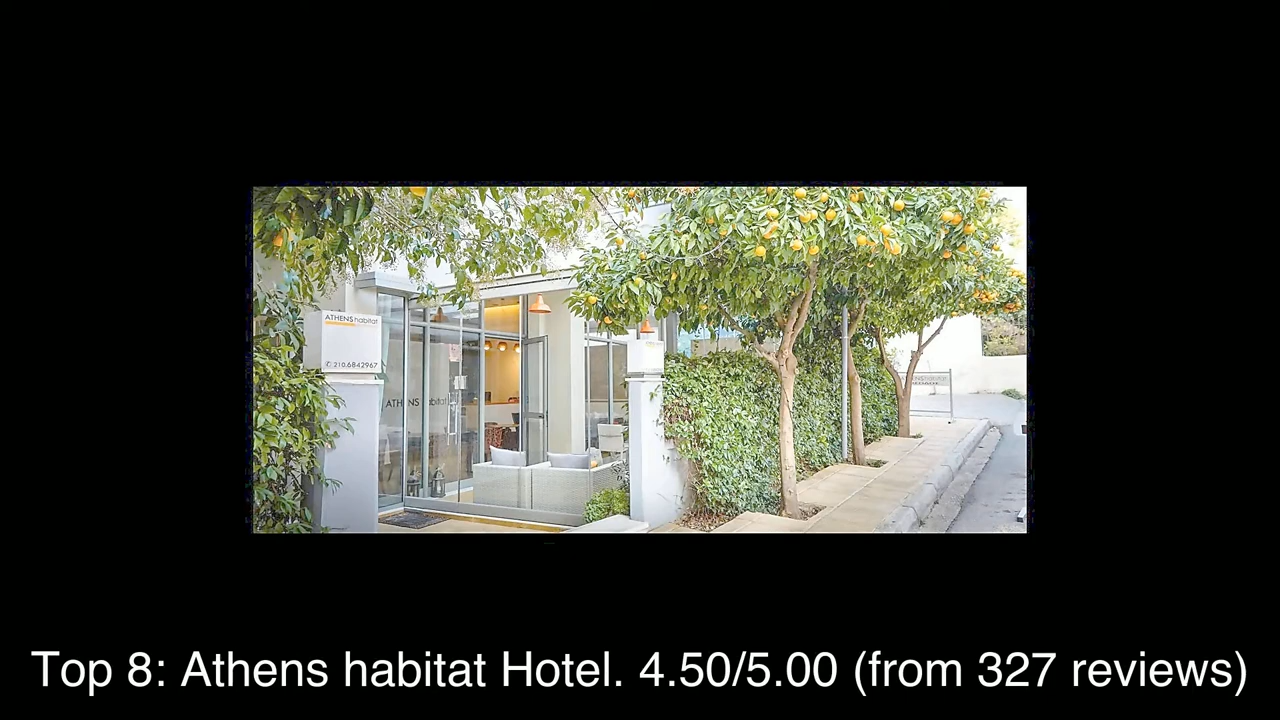 ATHENS habitat
✆ 210.6842967
ATHENS habitat
Top 8: Athens habitat Hotel. 4.50/5.00 (from 327 reviews)